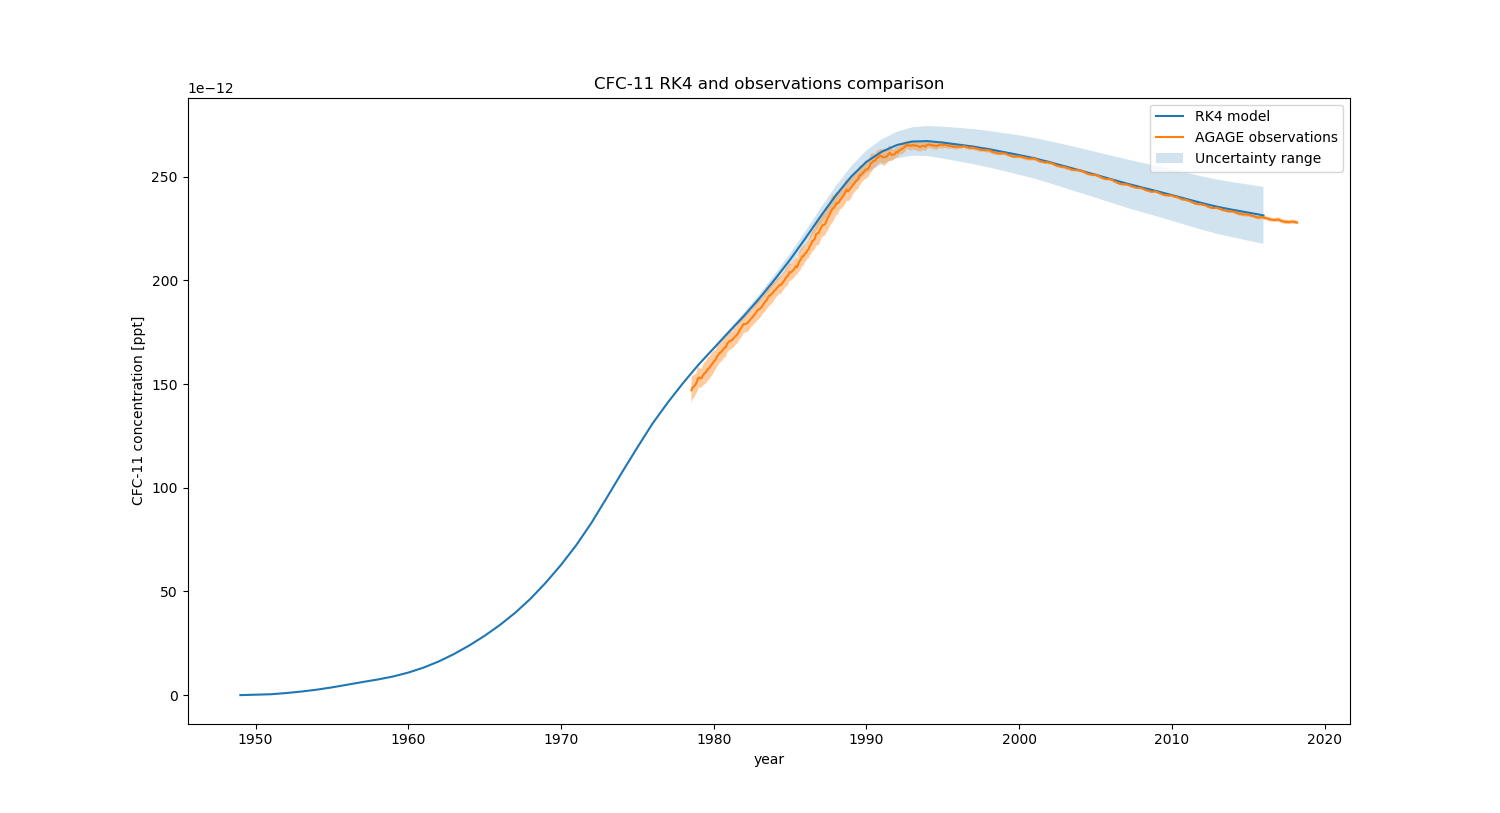 CFC-11 RK4 and observations comparison
1e−12
RK4 model
AGAGE observations
Uncertainty range
CFC-11 concentration [ppt]
250
200
150
100
50
0
1950 1960 1970 1980 1990 2000 2010 2020
year